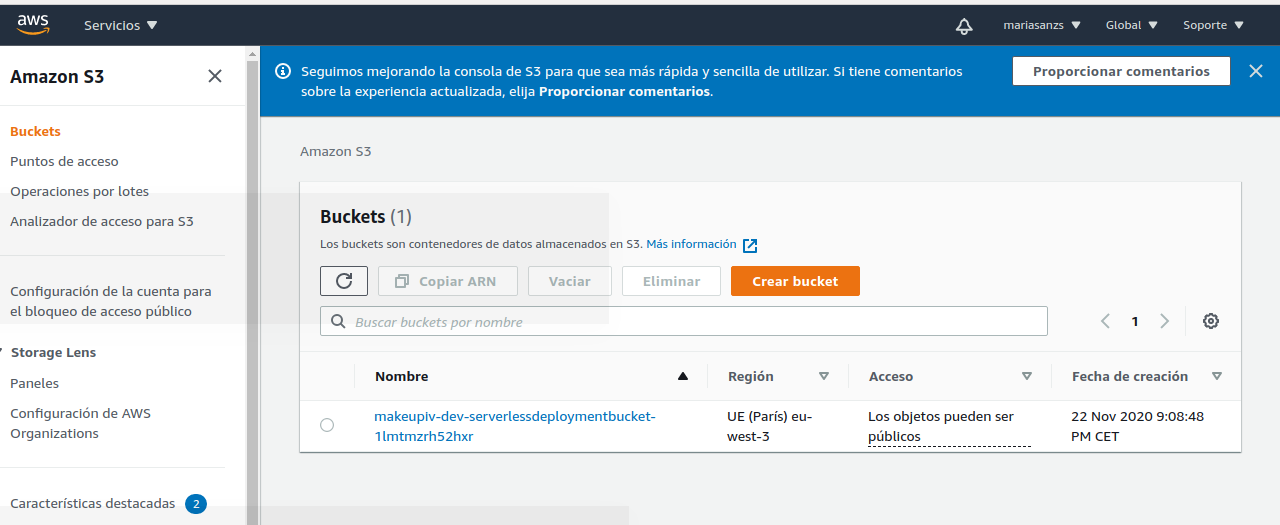 aws
Servicios
mariasanzs
Global
Soporte
Amazon S3
Buckets
Puntos de acceso
Operaciones por lotes
Analizador de acceso para S3
Configuración de la cuenta para
el bloqueo de acceso público
Storage Lens
Paneles
Configuración de AWS
Organizations
Características destacadas 2
Seguimos mejorando la consola de S3 para que sea más rápida y sencilla de utilizar. Si tiene comentarios
sobre la experiencia actualizada, elija Proporcionar comentarios.
Proporcionar comentarios
Amazon S3
Buckets (1)
Los buckets son contenedores de datos almacenados en S3. Más información
Copiar ARN
Vaciar
Eliminar
Crear bucket
Buscar buckets por nombre
1
Nombre
Región
Acceso
Fecha de creación
makeupiv-dev-serverlessdeploymentbucket-
1lmtmzrh52hxr
UE (París) eu-
west-3
Los objetos pueden ser
públicos
22 Nov 2020 9:08:48
PM CET